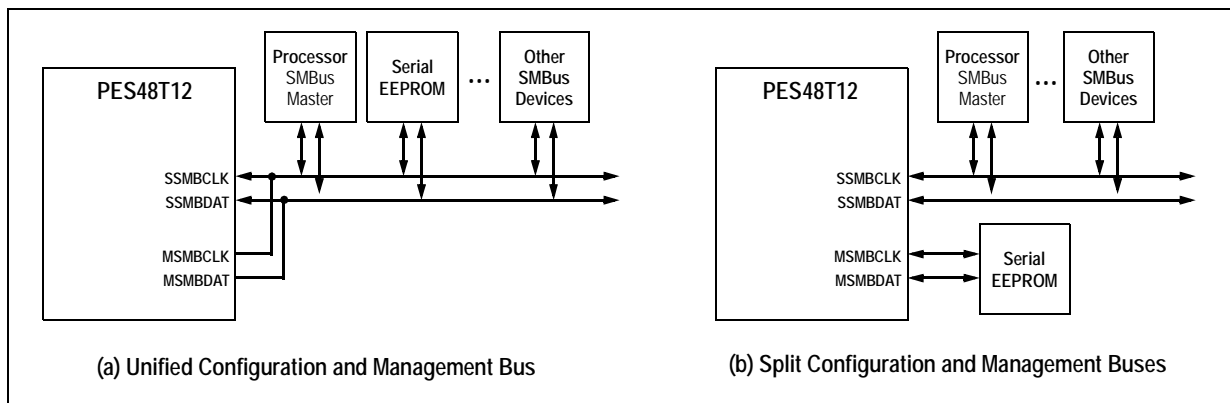 PES48T12
Processor
SMBus
Master
Serial
EEPROM
...
Other
SMBus
Devices
SSMBCLK
SSMBDAT
MSMBCLK
MSMBDAT
(a) Unified Configuration and Management Bus
PES48T12
Processor
SMBus
Master
...
Other
SMBus
Devices
SSMBCLK
SSMBDAT
MSMBCLK
MSMBDAT
Serial
EEPROM
(b) Split Configuration and Management Buses